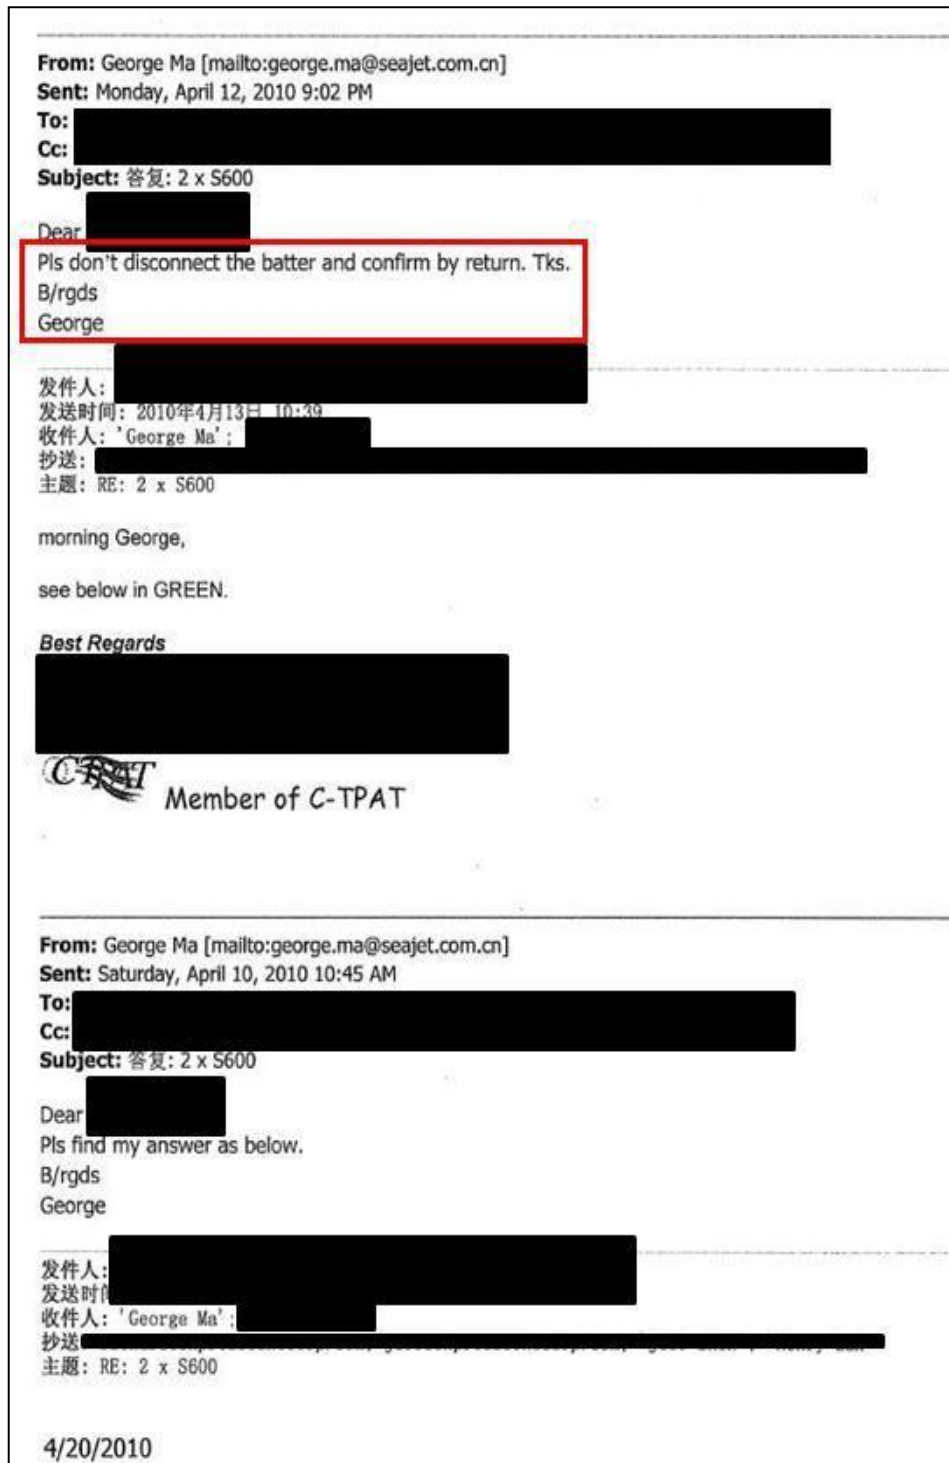 From: George Ma [mailto:george.ma@seajet.com.cn]
Sent: Monday, April 12, 2010 9:02 PM
To:
Cc:
Subject: 答复: 2 x S600
Dear
Pls don't disconnect the batter and confirm by return. Tks.
B/rgds
George
发件人:
发送时间: 2010年4月13日 10:39
收件人: 'George Ma';
抄送:
主题: RE: 2 x S600
morning George,
see below in GREEN.
Best Regards
C-TPAT
Member of C-TPAT
From: George Ma [mailto:george.ma@seajet.com.cn]
Sent: Saturday, April 10, 2010 10:45 AM
To:
Cc:
Subject: 答复: 2 x S600
Dear
Pls find my answer as below.
B/rgds
George
发件人:
发送时
收件人: 'George Ma';
抄送
主题: RE: 2 x S600
4/20/2010